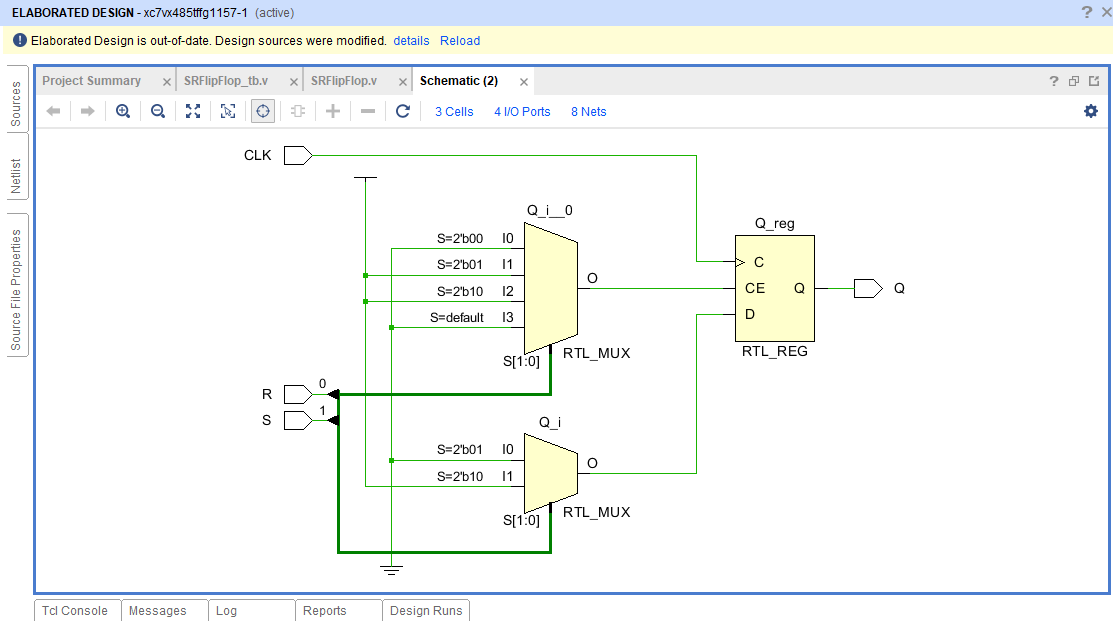 ELABORATED DESIGN - xc7vx485tffg1157-1 (active)
Elaborated Design is out-of-date. Design sources were modified. details Reload
Sources
Netlist
Source File Properties
Project Summary
SRFlipFlop_tb.v
SRFlipFlop.v
Schematic (2)
3 Cells 4 I/O Ports 8 Nets
CLK
Q_i__0
S=2'b00 I0
S=2'b01 I1
S=2'b10 I2
S=default I3
O
S[1:0] RTL_MUX
Q_reg
C
CE Q
D
RTL_REG
Q
R 0
S 1
Q_i
S=2'b01 I0
S=2'b10 I1
O
S[1:0] RTL_MUX
Tcl Console Messages Log Reports Design Runs